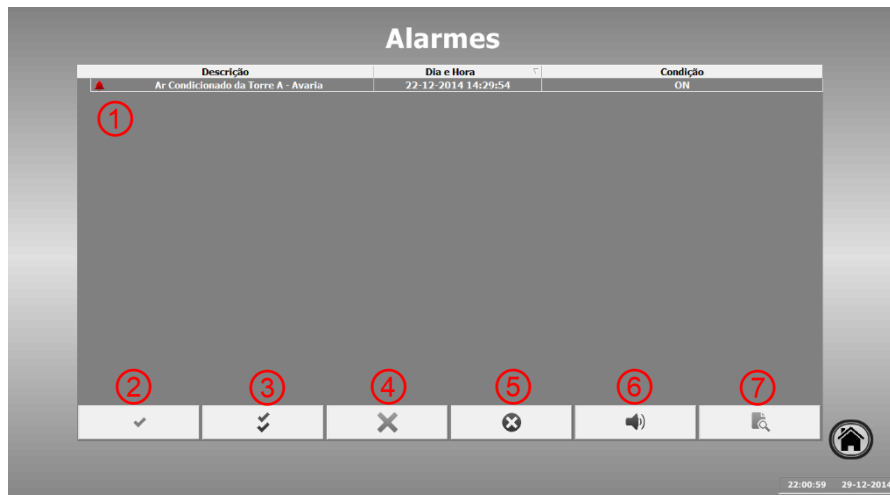 Alarmes
Descrição Dia e Hora Condição
Ar Condicionado da Torre A - Avaria 22-12-2014 14:29:54 ON
1
2 3 4 5 6 7
22:00:59 29-12-2014